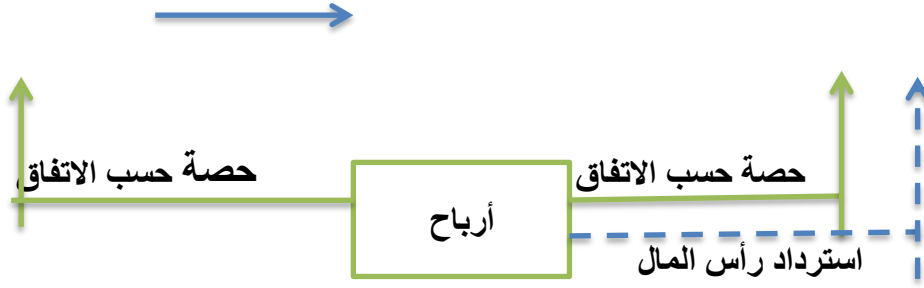 حصة حسب الاتفاق
حصة حسب الاتفاق
أرباح
استرداد رأس المال